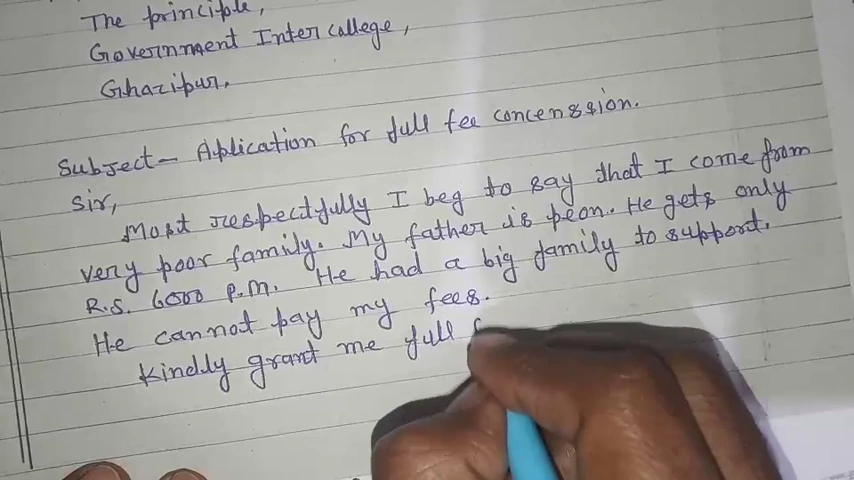 The principle,
Government Inter college,
Ghazipur.
Subject- Aplication for full fee concenssion.
Sir,
Most respectfully I beg to say that I come from
very poor family. My father is peon. He gets only
R.S. 6000 P.M. He had a big family to support.
He cannot pay my fees.
Kindly grant me full f